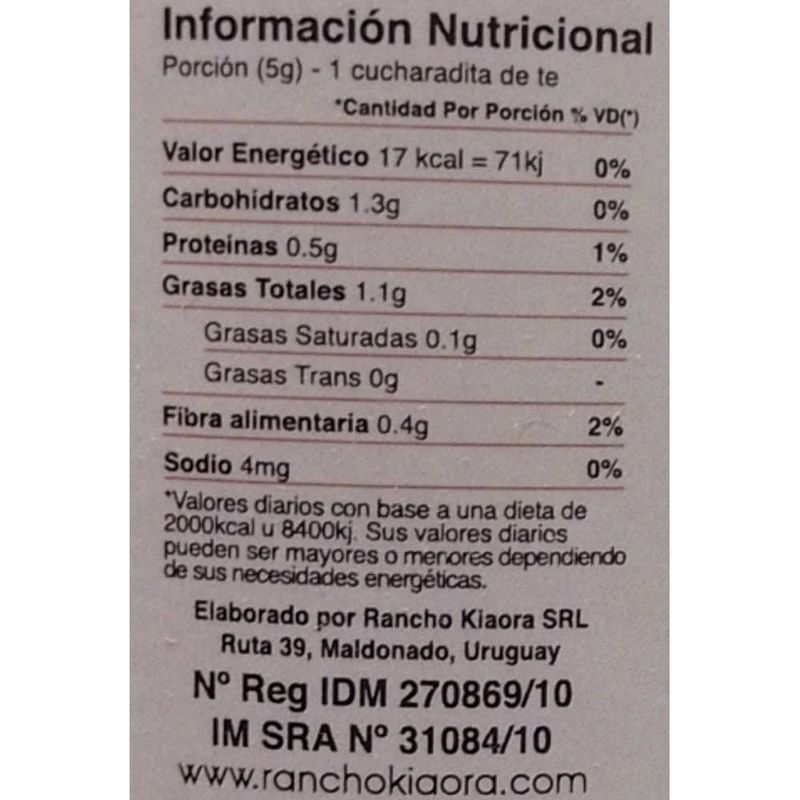 Información Nutricional
Porción (5g) - 1 cucharadita de te
*Cantidad Por Porción % VD(*)
Valor Energético 17 kcal = 71kj 0%
Carbohidratos 1.3g 0%
Proteinas 0.5g 1%
Grasas Totales 1.1g 2%
Grasas Saturadas 0.1g 0%
Grasas Trans 0g -
Fibra alimentaria 0.4g 2%
Sodio 4mg 0%
*Valores diarios con base a una dieta de
2000kcal u 8400kj. Sus valores diarios
pueden ser mayores o menores dependiendo
de sus necesidades energéticas.
Elaborado por Rancho Kiaora SRL
Ruta 39, Maldonado, Uruguay
Nº Reg IDM 270869/10
IM SRA Nº 31084/10
www.ranchokiaora.com